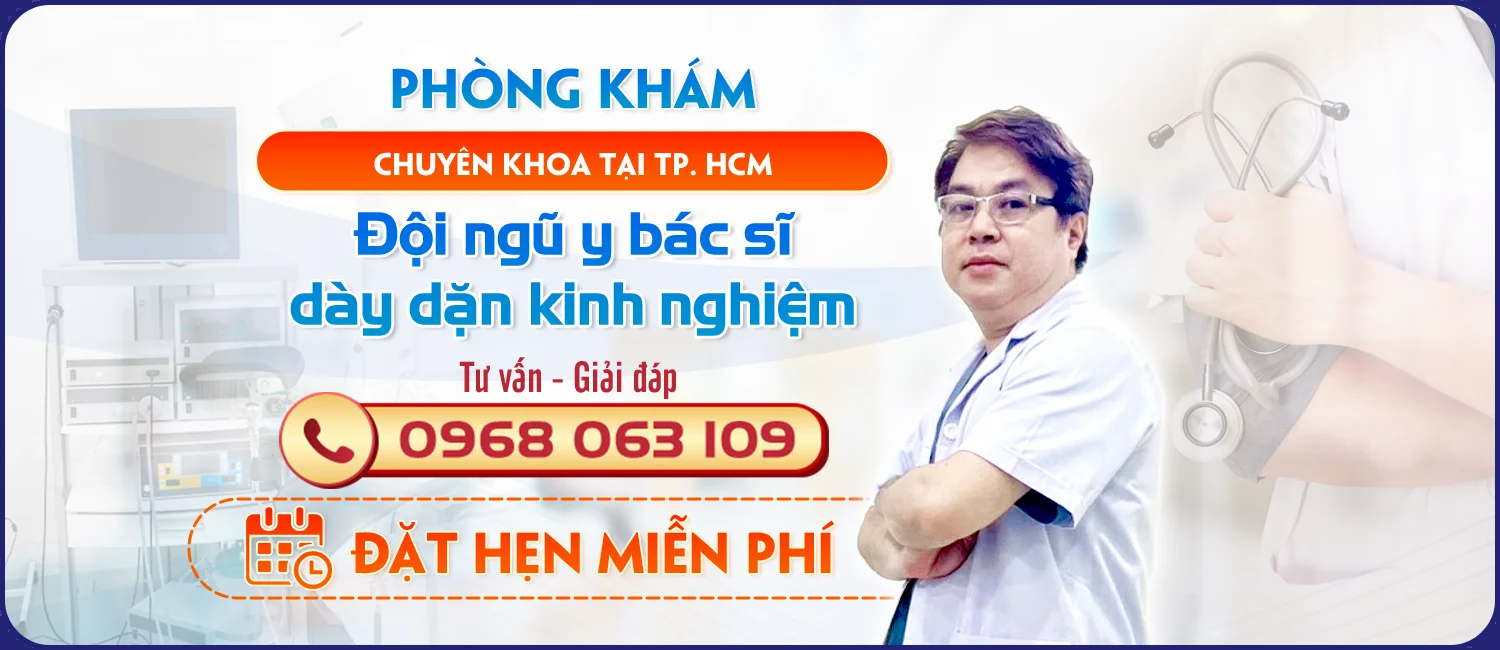 PHÒNG KHÁM
CHUYÊN KHOA TẠI TP. HCM
Đội ngũ y bác sĩ
dày dặn kinh nghiệm
Tư vấn - Giải đáp
0968 063 109
ĐẶT HẸN MIỄN PHÍ